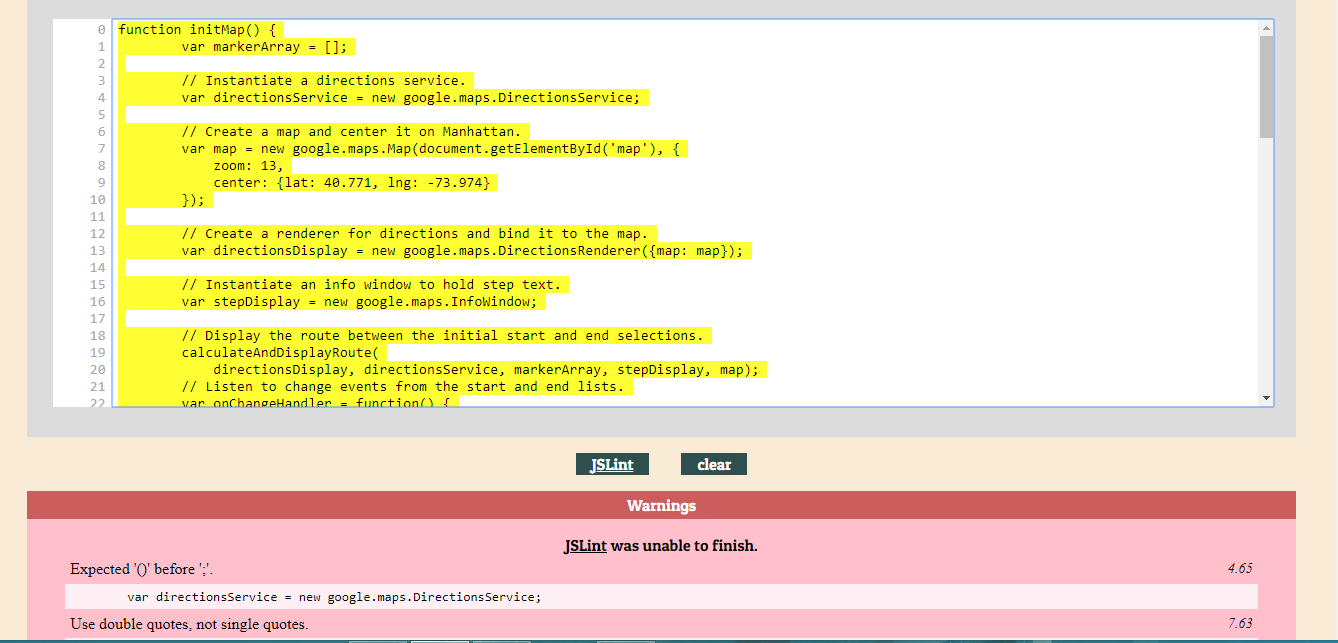 0 function initMap() {
1 var markerArray = [];
2
3 // Instantiate a directions service.
4 var directionsService = new google.maps.DirectionsService;
5
6 // Create a map and center it on Manhattan.
7 var map = new google.maps.Map(document.getElementById('map'), {
8 zoom: 13,
9 center: {lat: 40.771, lng: -73.974}
10 });
11
12 // Create a renderer for directions and bind it to the map.
13 var directionsDisplay = new google.maps.DirectionsRenderer({map: map});
14
15 // Instantiate an info window to hold step text.
16 var stepDisplay = new google.maps.InfoWindow;
17
18 // Display the route between the initial start and end selections.
19 calculateAndDisplayRoute(
20 directionsDisplay, directionsService, markerArray, stepDisplay, map);
21 // Listen to change events from the start and end lists.
22 var onChangeHandler = function() {
JSLint clear
Warnings
JSLint was unable to finish.
Expected '()' before ';'. 4.65
var directionsService = new google.maps.DirectionsService;
Use double quotes, not single quotes. 7.63